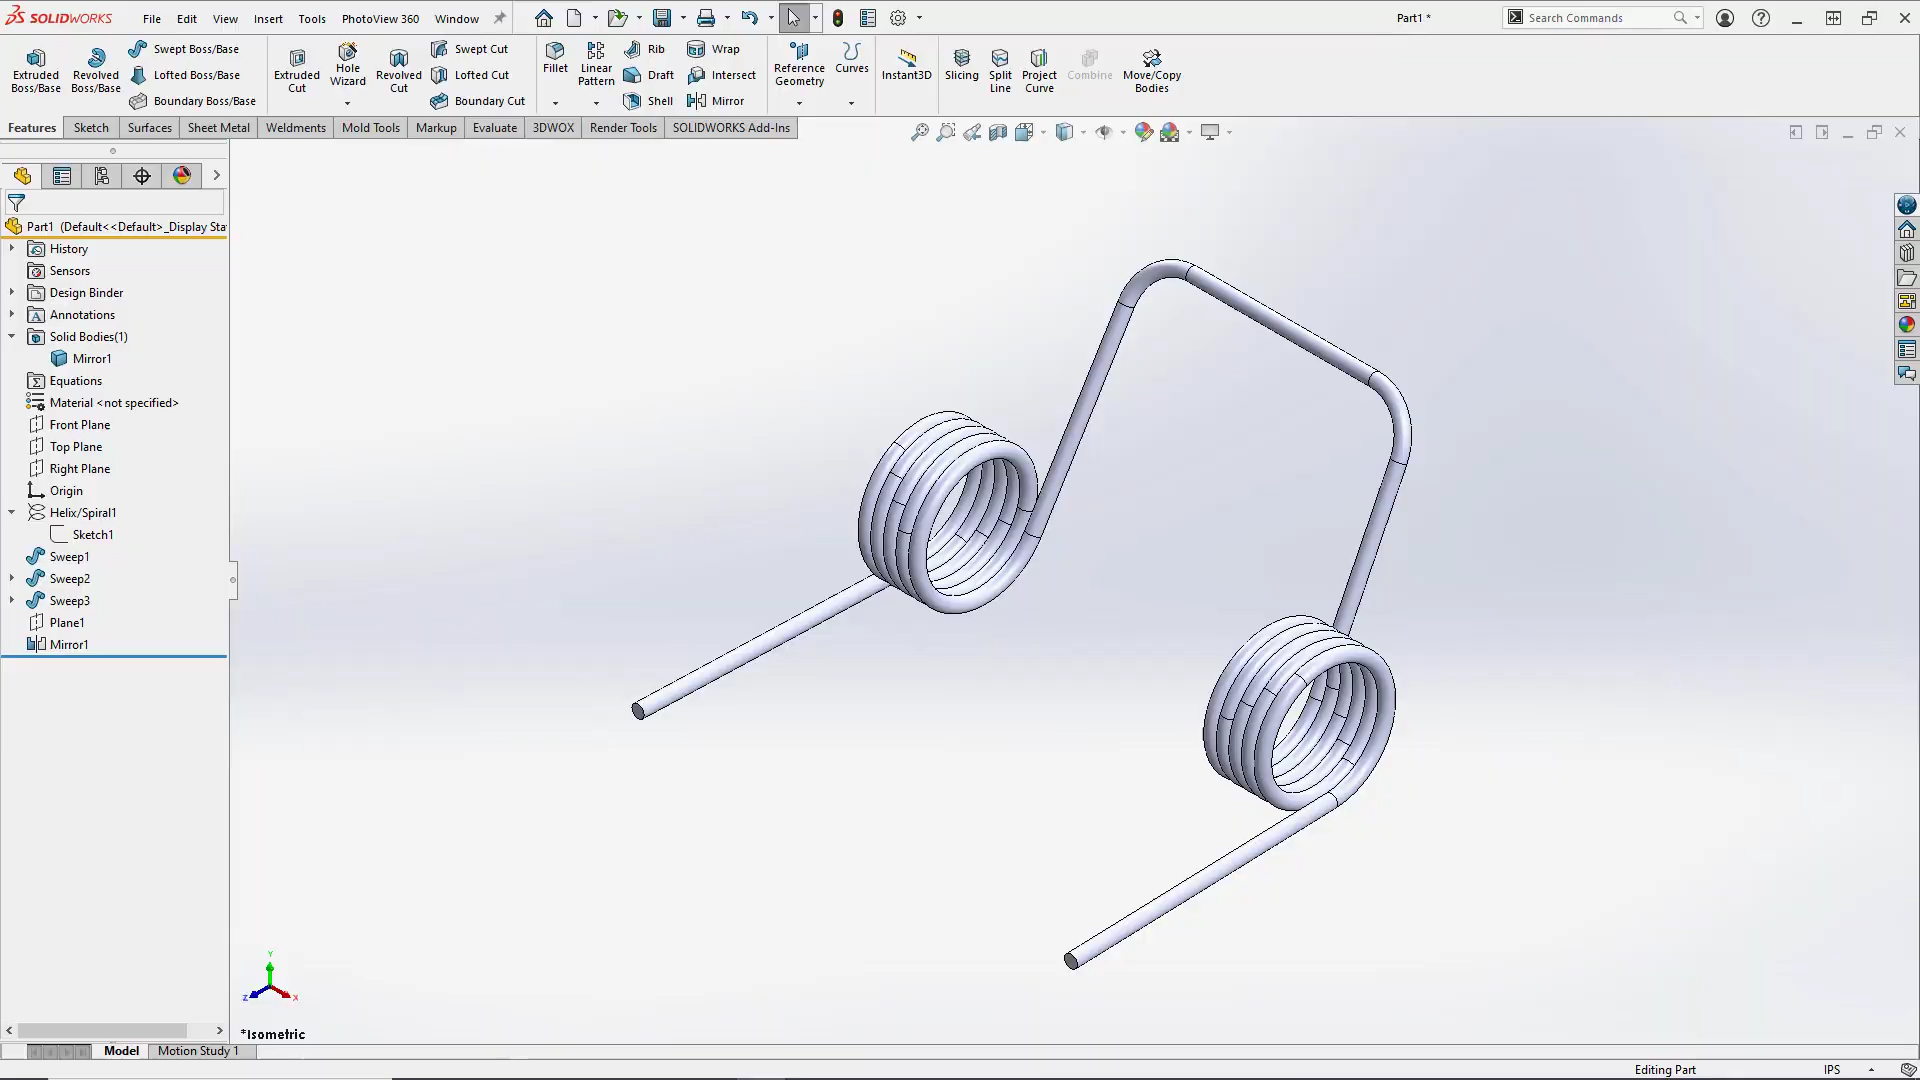 SOLIDWORKS
File Edit View Insert Tools PhotoView 360 Window
Part1 *
Search Commands
Extruded Boss/Base
Revolved Boss/Base
Swept Boss/Base
Lofted Boss/Base
Boundary Boss/Base
Extruded Cut
Hole Wizard
Revolved Cut
Swept Cut
Lofted Cut
Boundary Cut
Fillet
Linear Pattern
Rib
Draft
Shell
Wrap
Intersect
Mirror
Reference Geometry
Curves
Instant3D
Slicing
Split Line
Project Curve
Combine
Move/Copy Bodies
Features Sketch Surfaces Sheet Metal Weldments Mold Tools Markup Evaluate 3DWOX Render Tools SOLIDWORKS Add-Ins
Part1 (Default<<Default>_Display Sta
History
Sensors
Design Binder
Annotations
Solid Bodies(1)
Mirror1
Equations
Material <not specified>
Front Plane
Top Plane
Right Plane
Origin
Helix/Spiral1
Sketch1
Sweep1
Sweep2
Sweep3
Plane1
Mirror1
Y
Z X
*Isometric
Model Motion Study 1
Editing Part IPS